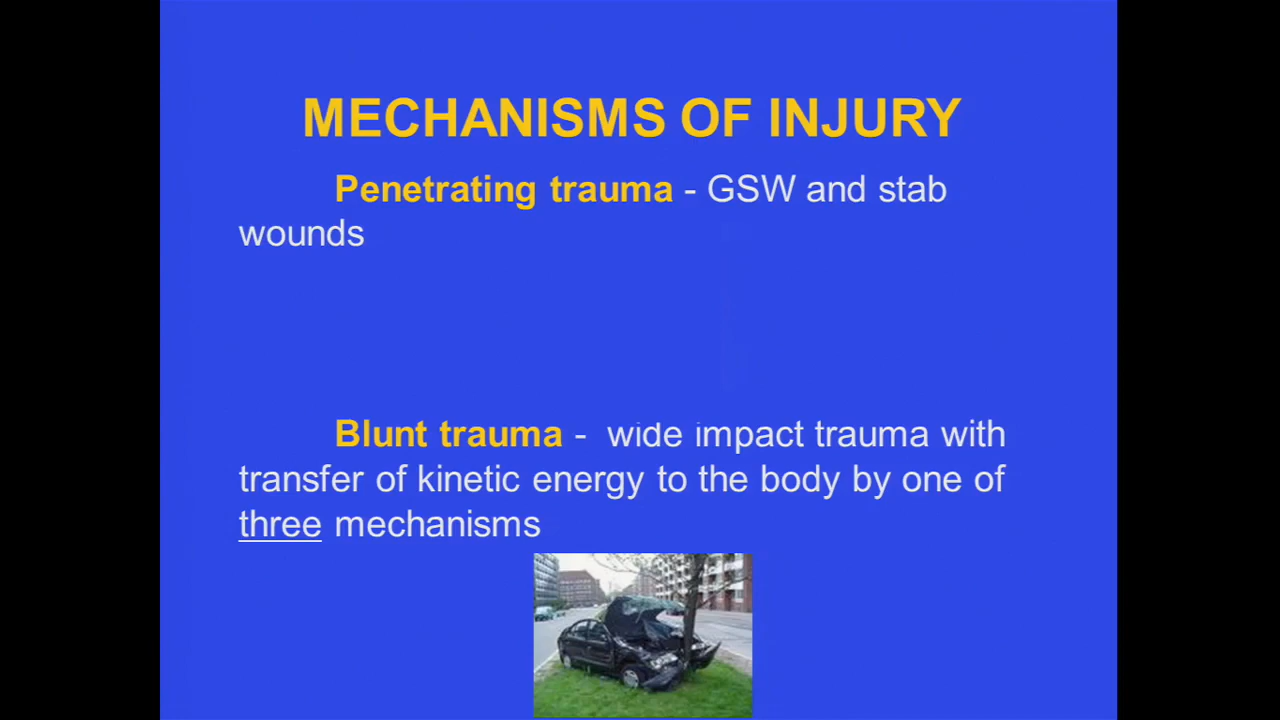 MECHANISMS OF INJURY
Penetrating trauma - GSW and stab
wounds
Blunt trauma -  wide impact trauma with
transfer of kinetic energy to the body by one of
three mechanisms